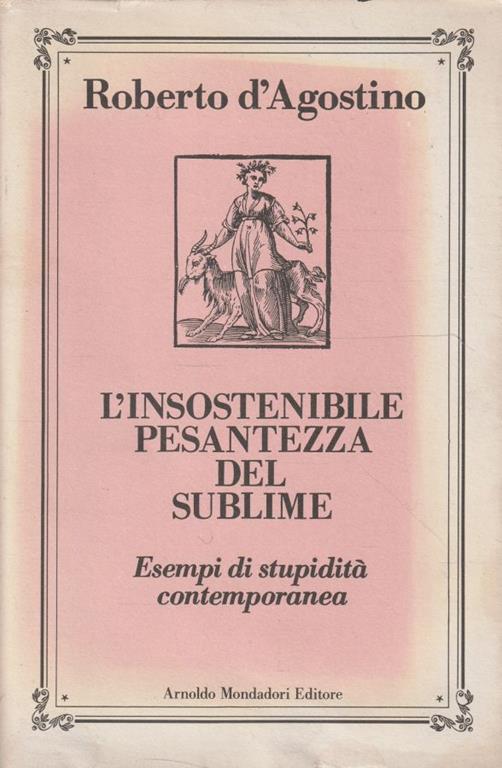 Roberto d'Agostino
L'INSOSTENIBILE
PESANTEZZA
DEL
SUBLIME
Esempi di stupidità
contemporanea
Arnoldo Mondadori Editore